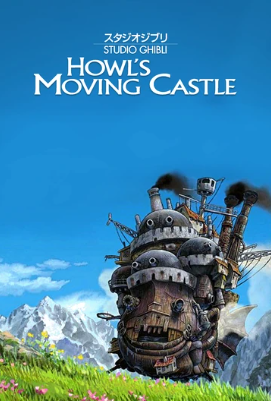 スタジオジブリ
STUDIO GHIBLI
HOWL'S
MOVING CASTLE